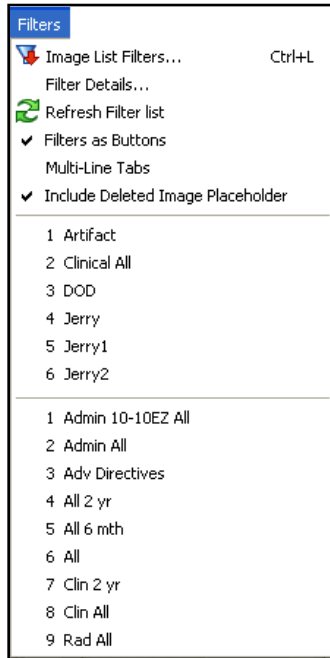 Filters
Image List Filters... Ctrl+L
Filter Details...
Refresh Filter list
Filters as Buttons
Multi-Line Tabs
Include Deleted Image Placeholder
1 Artifact
2 Clinical All
3 DOD
4 Jerry
5 Jerry1
6 Jerry2
1 Admin 10-10EZ All
2 Admin All
3 Adv Directives
4 All 2 yr
5 All 6 mth
6 All
7 Clin 2 yr
8 Clin All
9 Rad All